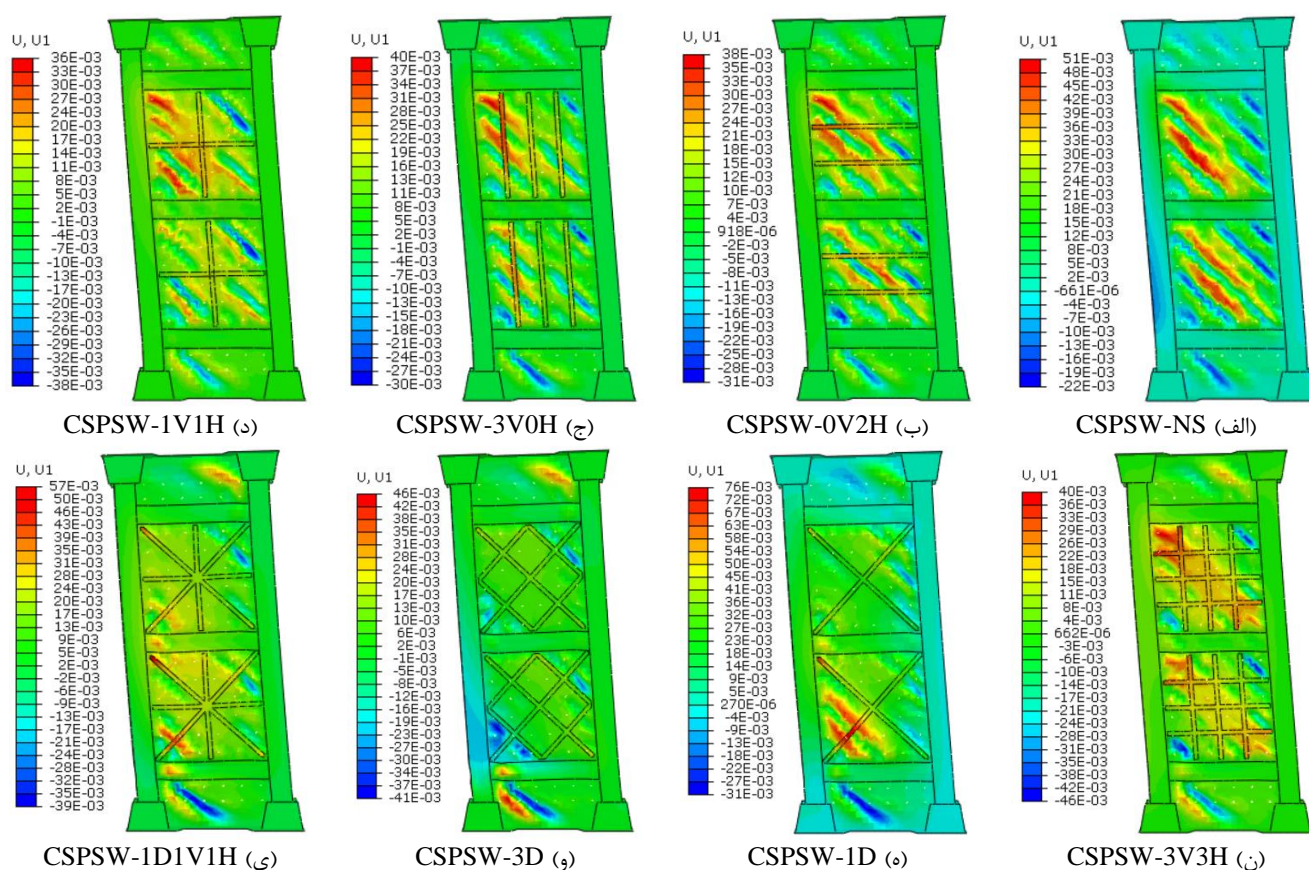 U, U1
36E-03
33E-03
30E-03
27E-03
24E-03
20E-03
17E-03
14E-03
11E-03
8E-03
5E-03
2E-03
-1E-03
-4E-03
-7E-03
-10E-03
-13E-03
-17E-03
-20E-03
-23E-03
-26E-03
-29E-03
-32E-03
-35E-03
-38E-03
CSPSW-1V1H (د)
U, U1
40E-03
37E-03
34E-03
31E-03
28E-03
25E-03
22E-03
20E-03
17E-03
14E-03
11E-03
8E-03
5E-03
2E-03
-1E-03
-4E-03
-7E-03
-10E-03
-12E-03
-15E-03
-18E-03
-21E-03
-24E-03
-27E-03
-30E-03
CSPSW-3V0H (ج)
U, U1
38E-03
35E-03
33E-03
30E-03
27E-03
24E-03
21E-03
18E-03
15E-03
13E-03
10E-03
7E-03
4E-03
918E-06
-2E-03
-5E-03
-8E-03
-11E-03
-13E-03
-16E-03
-19E-03
-22E-03
-25E-03
-28E-03
-31E-03
CSPSW-0V2H (ب)
U, U1
51E-03
48E-03
45E-03
42E-03
39E-03
36E-03
33E-03
30E-03
27E-03
24E-03
21E-03
18E-03
15E-03
12E-03
8E-03
5E-03
2E-03
-661E-06
-4E-03
-7E-03
-10E-03
-13E-03
-16E-03
-19E-03
-22E-03
CSPSW-NS (الف)
U, U1
57E-03
50E-03
46E-03
43E-03
39E-03
35E-03
31E-03
28E-03
24E-03
20E-03
17E-03
13E-03
9E-03
6E-03
2E-03
-2E-03
-6E-03
-9E-03
-13E-03
-17E-03
-21E-03
-24E-03
-28E-03
-32E-03
-35E-03
-39E-03
CSPSW-1D1V1H (ی)
U, U1
46E-03
42E-03
38E-03
35E-03
31E-03
28E-03
24E-03
20E-03
17E-03
13E-03
10E-03
6E-03
2E-03
-1E-03
-5E-03
-8E-03
-12E-03
-16E-03
-19E-03
-23E-03
-26E-03
-30E-03
-34E-03
-37E-03
-41E-03
CSPSW-3D (و)
U, U1
76E-03
72E-03
67E-03
63E-03
58E-03
54E-03
49E-03
45E-03
41E-03
36E-03
32E-03
27E-03
23E-03
18E-03
14E-03
9E-03
5E-03
270E-06
-4E-03
-9E-03
-13E-03
-18E-03
-22E-03
-27E-03
-31E-03
CSPSW-1D (ه)
U, U1
40E-03
36E-03
33E-03
29E-03
26E-03
22E-03
18E-03
15E-03
11E-03
8E-03
4E-03
662E-06
-3E-03
-6E-03
-10E-03
-14E-03
-17E-03
-21E-03
-24E-03
-28E-03
-31E-03
-35E-03
-38E-03
-42E-03
-46E-03
CSPSW-3V3H (ن)